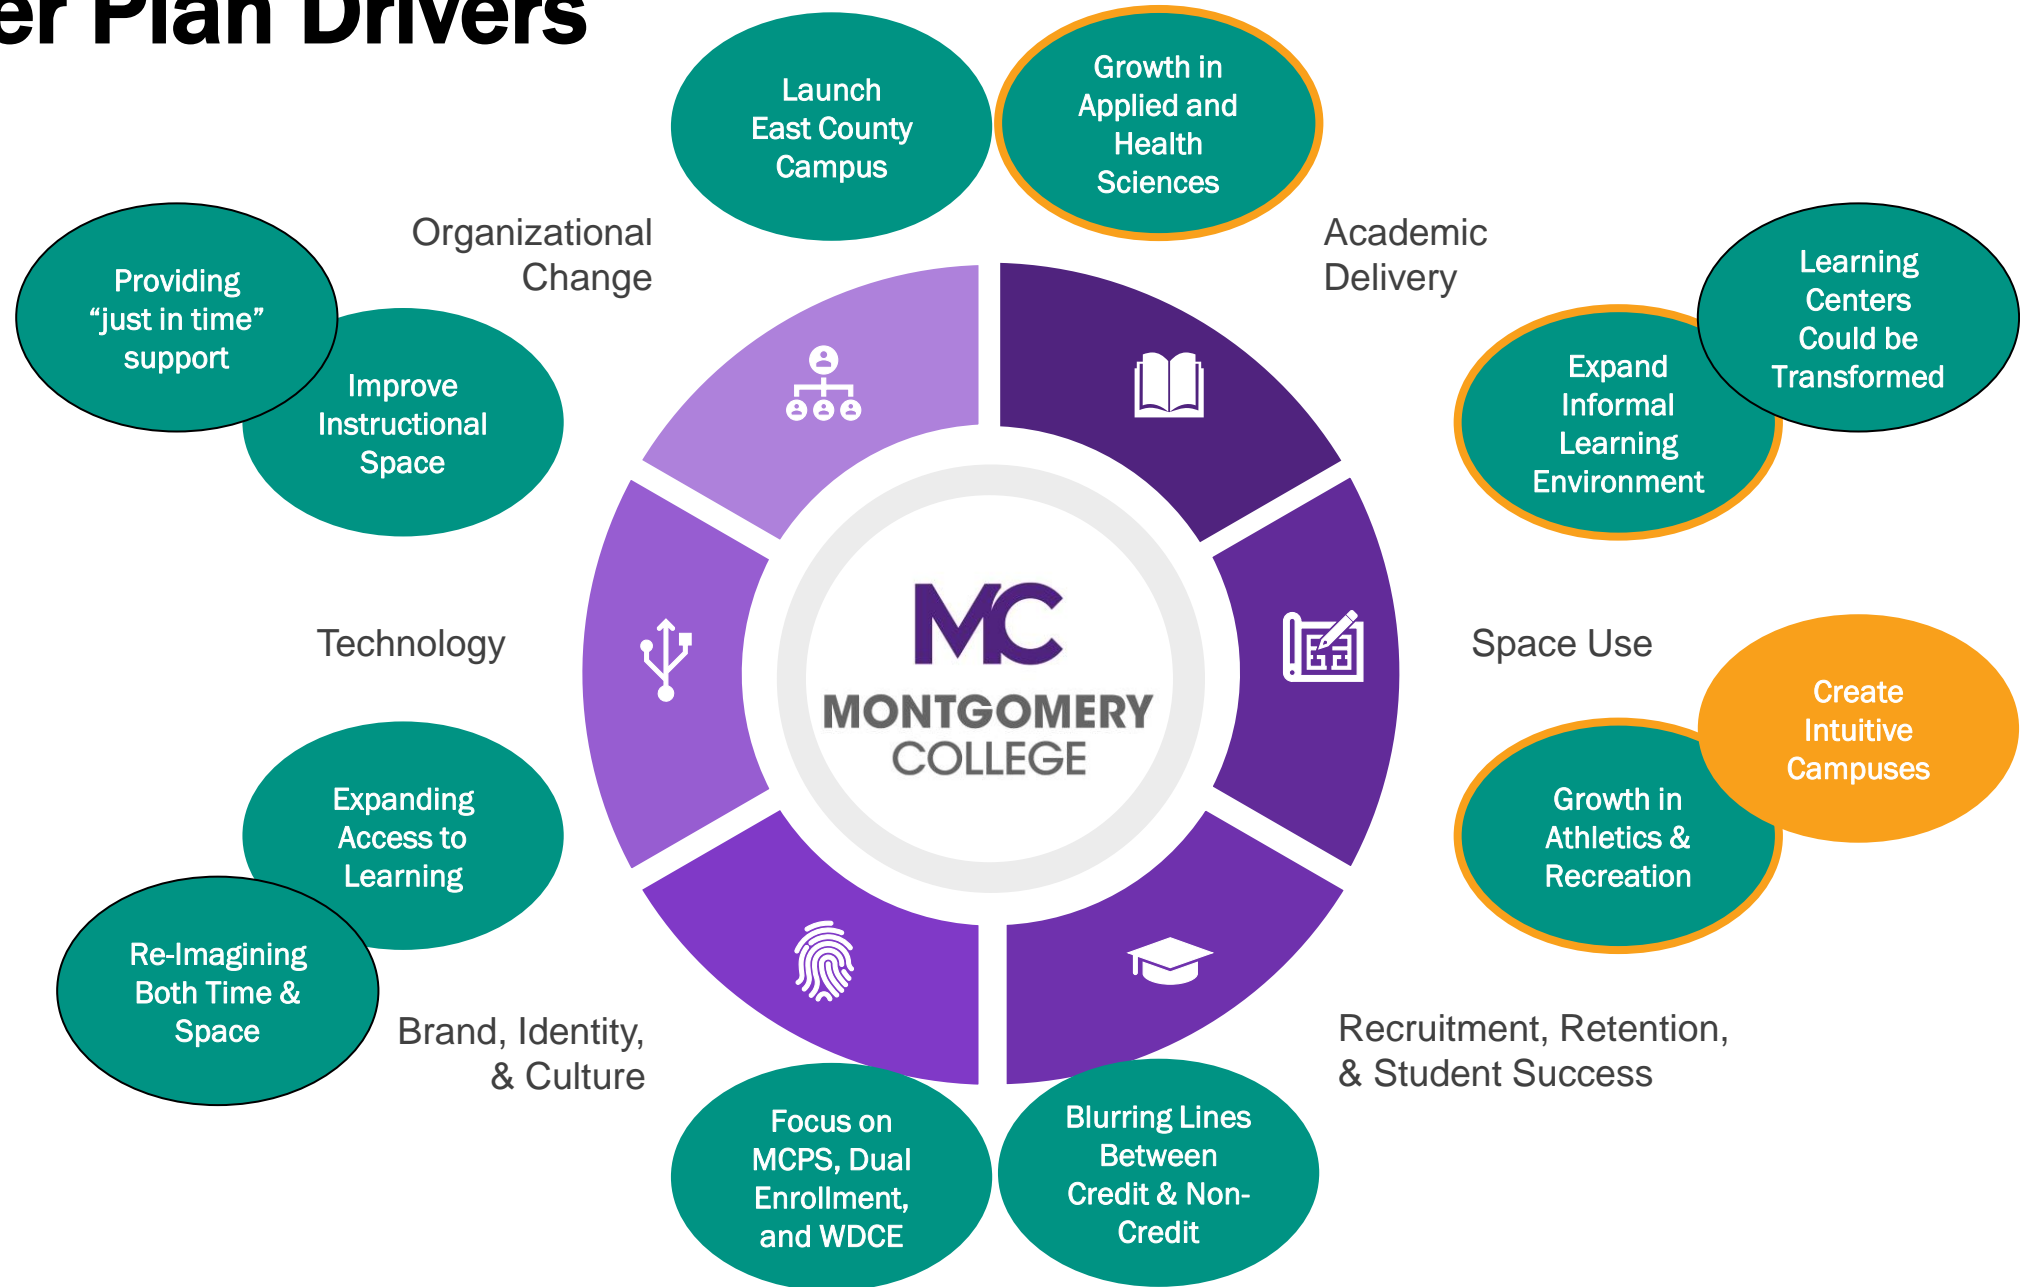 er Plan Drivers
Launch
East County
Campus
Growth in
Applied and
Health
Sciences
Organizational
Change
Academic
Delivery
Providing
“just in time”
support
Improve
Instructional
Space
Learning
Centers
Could be
Transformed
Expand
Informal
Learning
Environment
Technology
MC
MONTGOMERY
COLLEGE
Space Use
Create
Intuitive
Campuses
Growth in
Athletics &
Recreation
Expanding
Access to
Learning
Re-Imagining
Both Time &
Space
Brand, Identity,
& Culture
Recruitment, Retention,
& Student Success
Focus on
MCPS, Dual
Enrollment,
and WDCE
Blurring Lines
Between
Credit & Non-
Credit